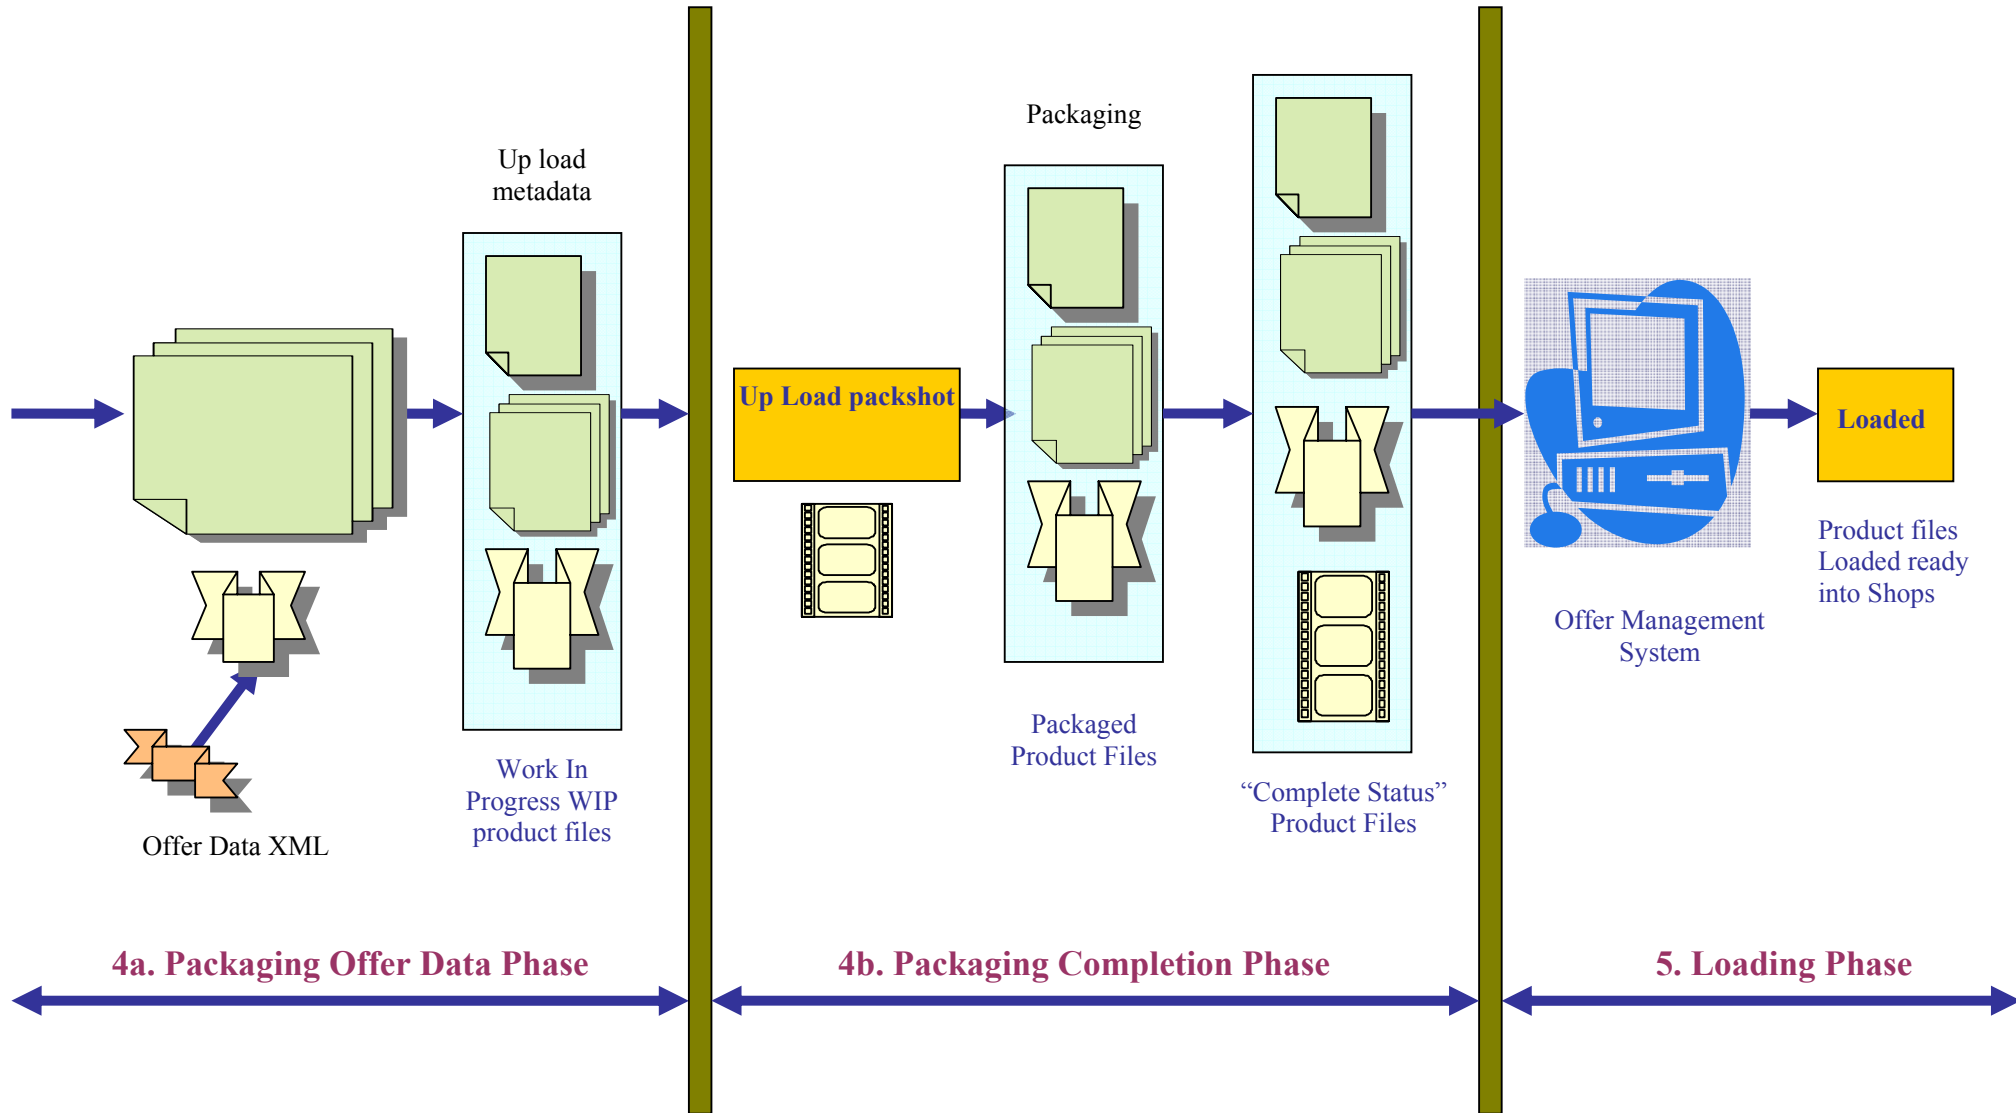 Up load
metadata
Work In
Progress WIP
product files
Offer Data XML
4a. Packaging Offer Data Phase
Up Load packshot
Packaging
Packaged
Product Files
“Complete Status”
Product Files
4b. Packaging Completion Phase
Offer Management
System
Loaded
Product files
Loaded ready
into Shops
5. Loading Phase